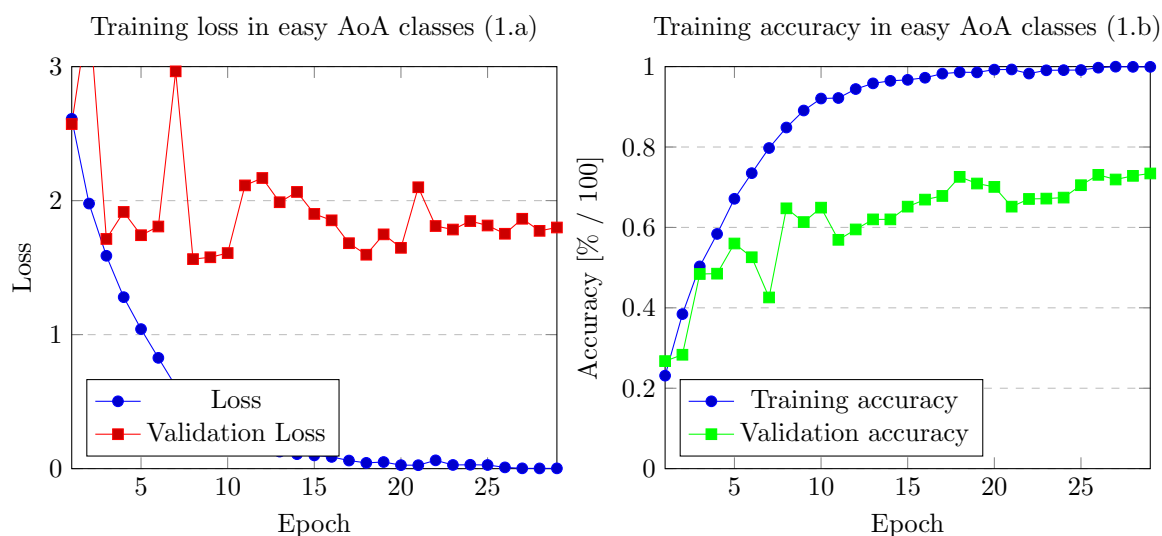 Training loss in easy AoA classes (1.a)
3
2
1
0
Loss
5
10
15
20
25
Epoch
Loss
Validation Loss
Training accuracy in easy AoA classes (1.b)
1
0.8
0.6
0.4
0.2
0
Accuracy [% / 100]
5
10
15
20
25
Epoch
Training accuracy
Validation accuracy